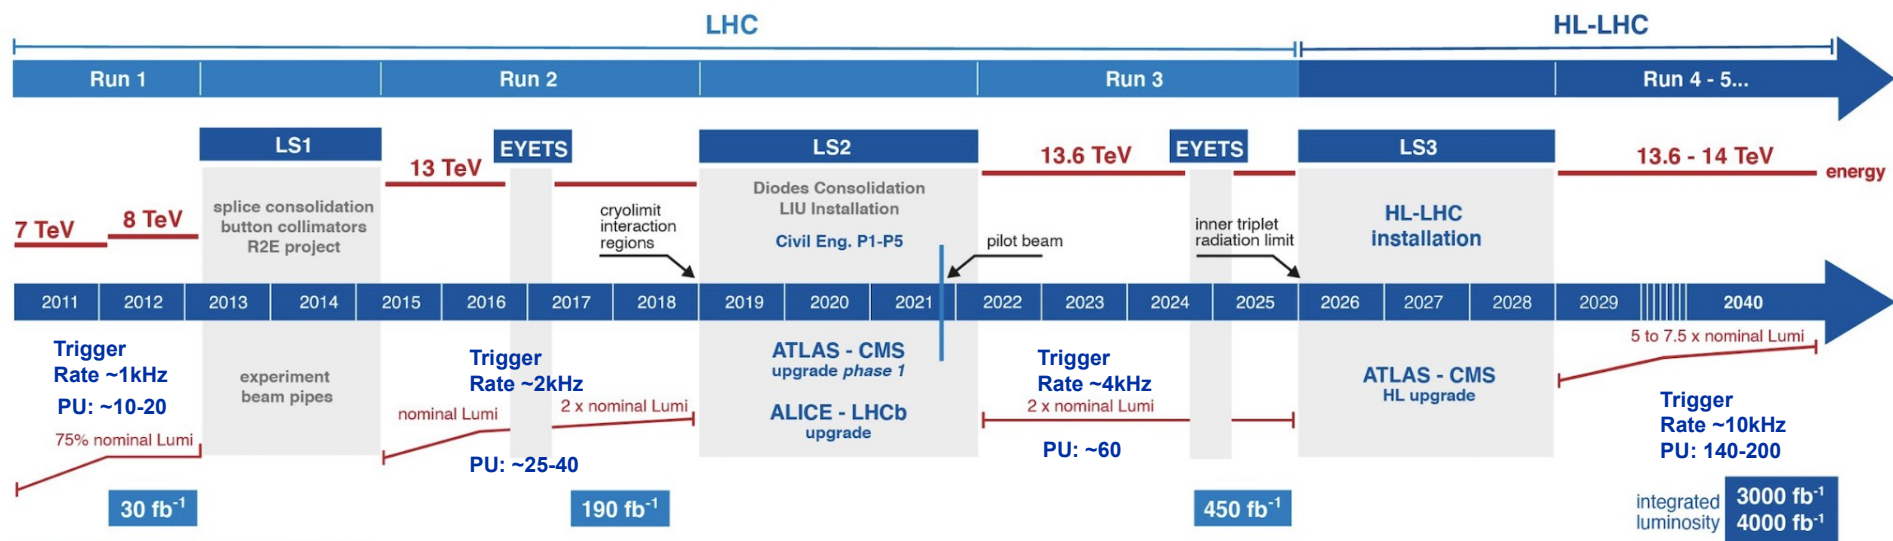 LHC
HL-LHC
Run 1
Run 2
Run 3
Run 4 - 5...
LS1
EYETS
LS2
EYETS
LS3
13 TeV
13.6 TeV
13.6 - 14 TeV
energy
7 TeV
8 TeV
splice consolidation
button collimators
R2E project
cryolimit
interaction
regions
Diodes Consolidation
LIU Installation
Civil Eng. P1-P5
pilot beam
inner triplet
radiation limit
HL-LHC
installation
2011
2012
2013
2014
2015
2016
2017
2018
2019
2020
2021
2022
2023
2024
2025
2026
2027
2028
2029
2040
Trigger
Rate ~1kHz
PU: ~10-20
75% nominal Lumi
experiment
beam pipes
Trigger
Rate ~2kHz
nominal Lumi
2 x nominal Lumi
PU: ~25-40
ATLAS - CMS
upgrade phase 1
ALICE - LHCb
upgrade
Trigger
Rate ~4kHz
2 x nominal Lumi
PU: ~60
ATLAS - CMS
HL upgrade
5 to 7.5 x nominal Lumi
Trigger
Rate ~10kHz
PU: 140-200
30 fb⁻¹
190 fb⁻¹
450 fb⁻¹
integrated
luminosity
3000 fb⁻¹
4000 fb⁻¹